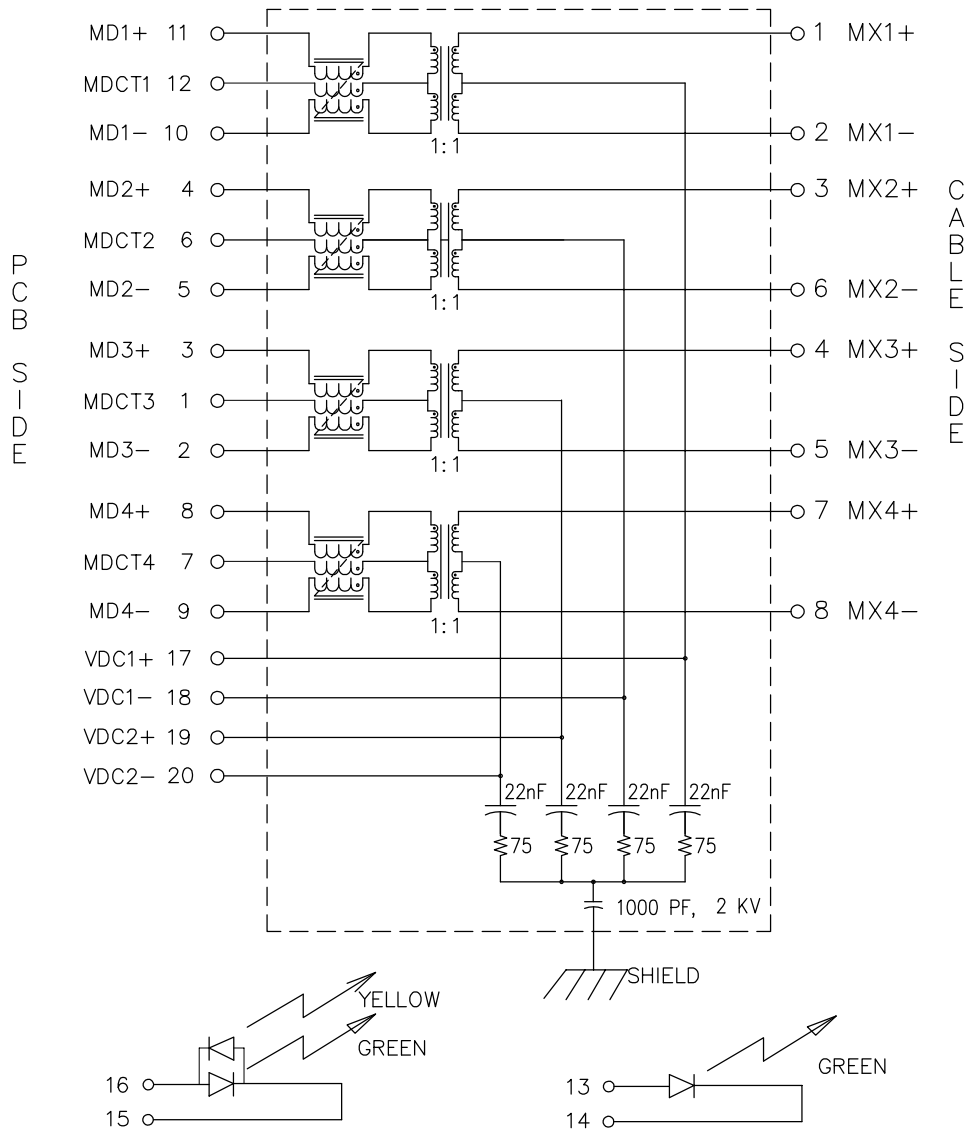 MD1+ 11 1 MX1+
MDCT1 12
MD1- 10 2 MX1-
1:1
MD2+ 4 3 MX2+
MDCT2 6
MD2- 5 6 MX2-
1:1
MD3+ 3 4 MX3+
MDCT3 1
MD3- 2 5 MX3-
1:1
MD4+ 8 7 MX4+
MDCT4 7
MD4- 9 8 MX4-
1:1
PCB SIDE
CABLE SIDE
VDC1+ 17
VDC1- 18
VDC2+ 19
VDC2- 20
22nF 22nF 22nF 22nF
75 75 75 75
1000 PF, 2 KV
SHIELD
YELLOW
GREEN
16
15
GREEN
13
14